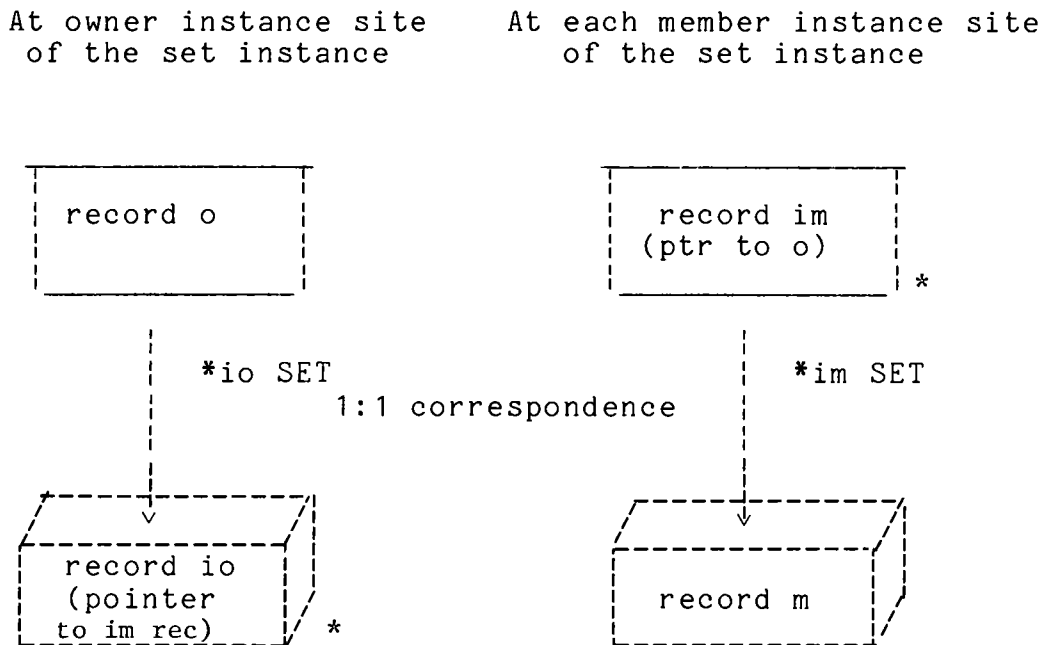 At owner instance site
of the set instance
At each member instance site
of the set instance
record o
record im
(ptr to o)
*
*io SET
*im SET
1:1 correspondence
record io
(pointer
to im rec)
*
record m